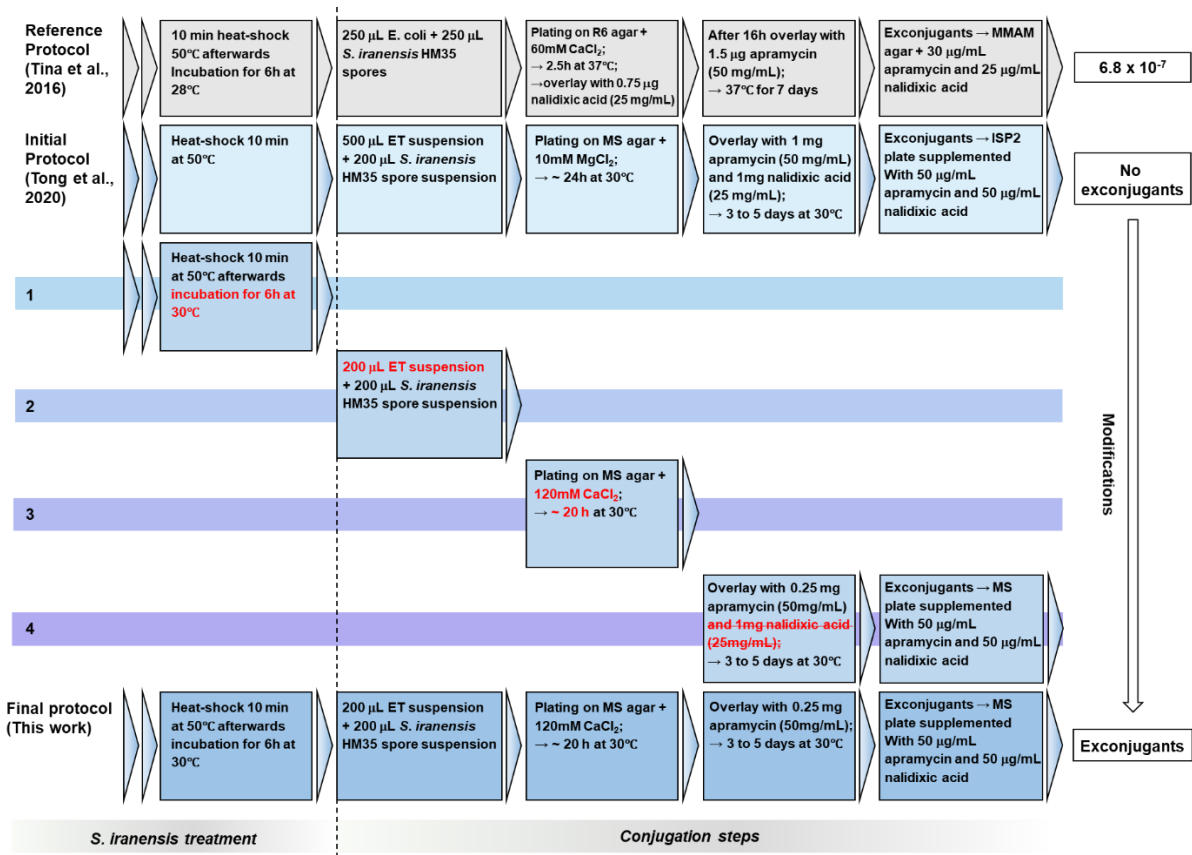 Reference
Protocol
(Tina et al.,
2016)
10 min heat-shock
50℃ afterwards
Incubation for 6h at
28℃
250 μL E. coli + 250 μL
S. iranensis HM35
spores
Plating on R6 agar +
60mM CaCl₂;
→ 2.5h at 37℃;
→overlay with 0.75 μg
nalidixic acid (25 mg/mL)
After 16h overlay with
1.5 μg apramycin
(50 mg/mL);
→ 37℃ for 7 days
Exconjugants → MMAM
agar + 30 μg/mL
apramycin and 25 μg/mL
nalidixic acid
6.8 x 10⁻⁷
Initial
Protocol
(Tong et al.,
2020)
Heat-shock 10 min
at 50℃
500 μL ET suspension
+ 200 μL S. iranensis
HM35 spore suspension
Plating on MS agar +
10mM MgCl₂;
→ ~ 24h at 30℃
Overlay with 1 mg
apramycin (50 mg/mL)
and 1mg nalidixic acid
(25 mg/mL);
→ 3 to 5 days at 30℃
Exconjugants → ISP2
plate supplemented
With 50 μg/mL
apramycin and 50 μg/mL
nalidixic acid
No
exconjugants
1
Heat-shock 10 min
at 50℃ afterwards
incubation for 6h at
30℃
2
200 μL ET suspension
+ 200 μL S. iranensis
HM35 spore suspension
3
Plating on MS agar +
120mM CaCl₂;
→ ~ 20 h at 30℃
4
Overlay with 0.25 mg
apramycin (50mg/mL)
and 1mg nalidixic acid
(25mg/mL);
→ 3 to 5 days at 30℃
Exconjugants → MS
plate supplemented
With 50 μg/mL
apramycin and 50 μg/mL
nalidixic acid
Modifications
Final protocol
(This work)
Heat-shock 10 min
at 50℃ afterwards
incubation for 6h at
30℃
200 μL ET suspension
+ 200 μL S. iranensis
HM35 spore suspension
Plating on MS agar +
120mM CaCl₂;
→ ~ 20h at 30℃
Overlay with 0.25 mg
apramycin (50mg/mL);
→ 3 to 5 days at 30℃
Exconjugants → MS
plate supplemented
With 50 μg/mL
apramycin and 50 μg/mL
nalidixic acid
Exconjugants
S. iranensis treatment
Conjugation steps